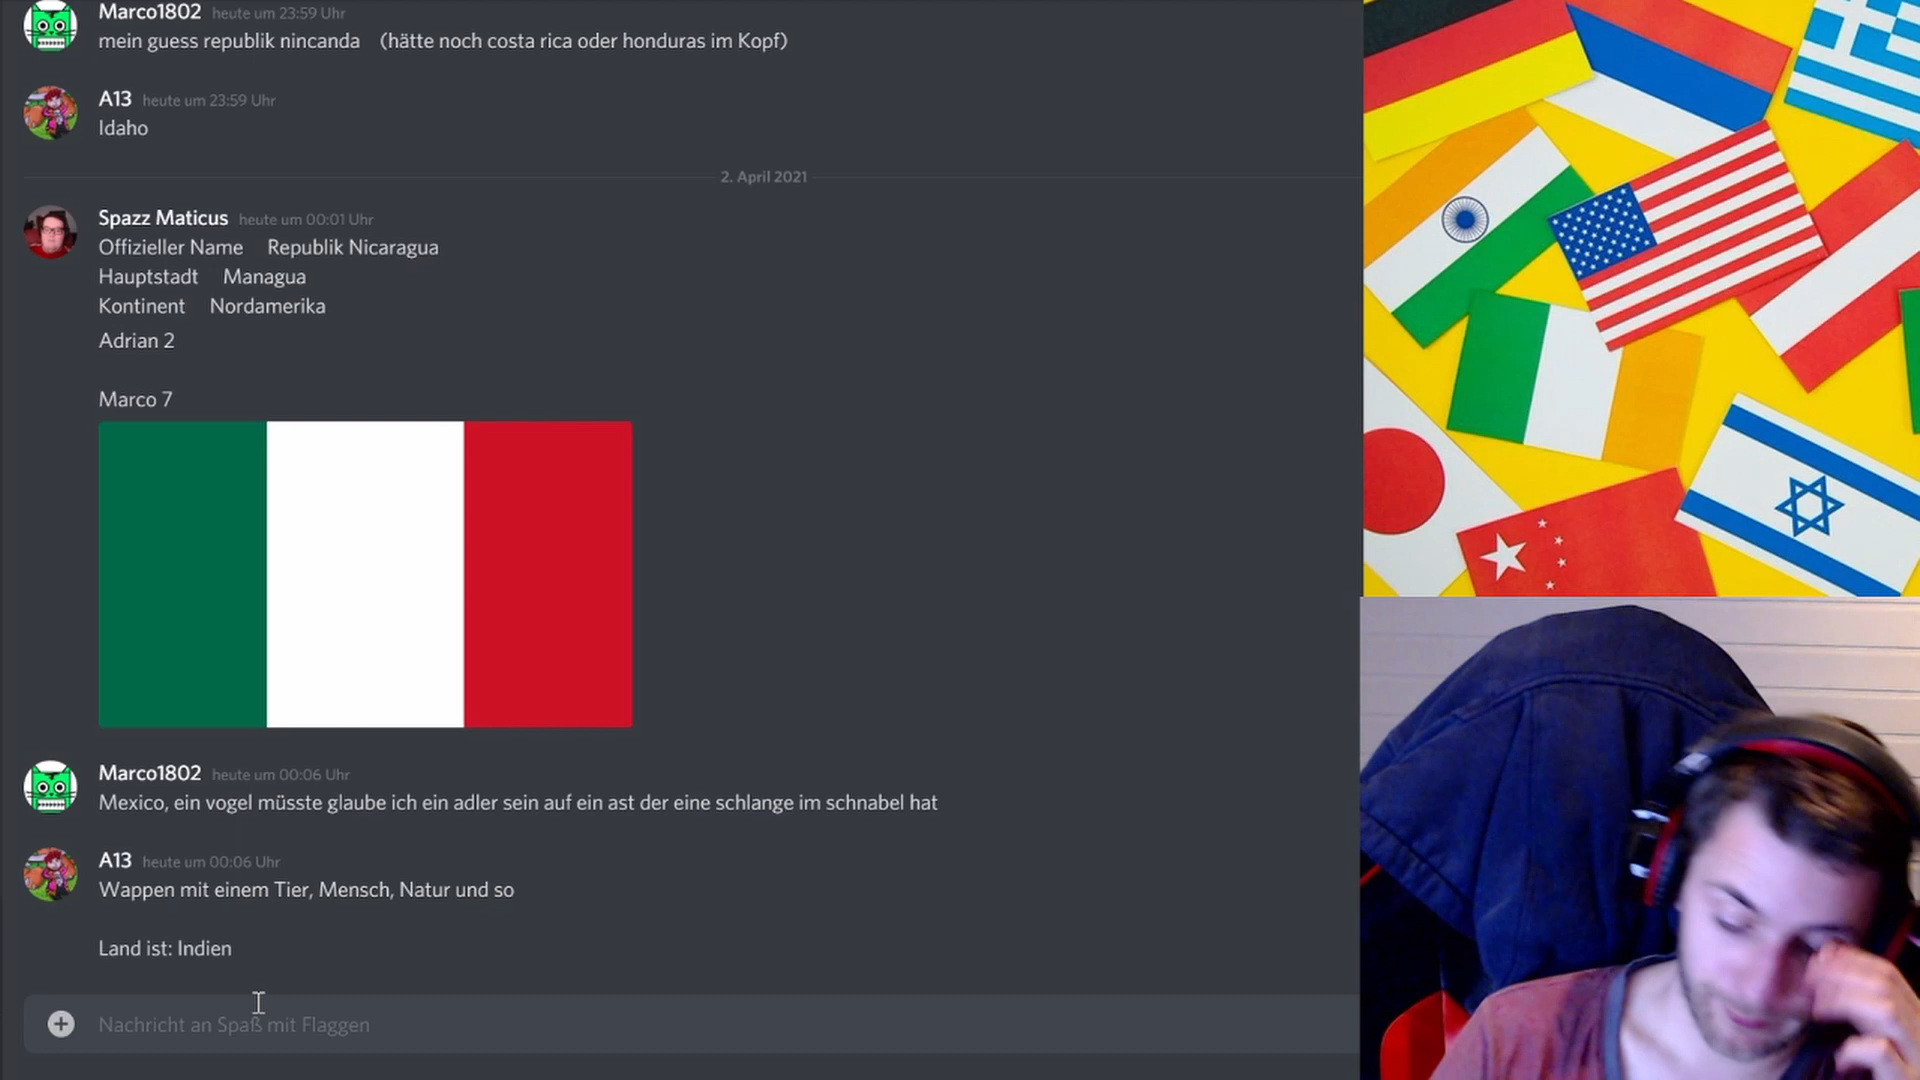 Marco1802 heute um 23:59 Uhr
mein guess republik nincanda (hätte noch costa rica oder honduras im Kopf)
A13 heute um 23:59 Uhr
Idaho
2. April 2021
Spazz Maticus heute um 00:01 Uhr
Offizieller Name Republik Nicaragua
Hauptstadt Managua
Kontinent Nordamerika
Adrian 2
Marco 7
Marco1802 heute um 00:06 Uhr
Mexico, ein vogel müsste glaube ich ein adler sein auf ein ast der eine schlange im schnabel hat
A13 heute um 00:06 Uhr
Wappen mit einem Tier, Mensch, Natur und so
Land ist: Indien
Nachricht an Spaß mit Flaggen